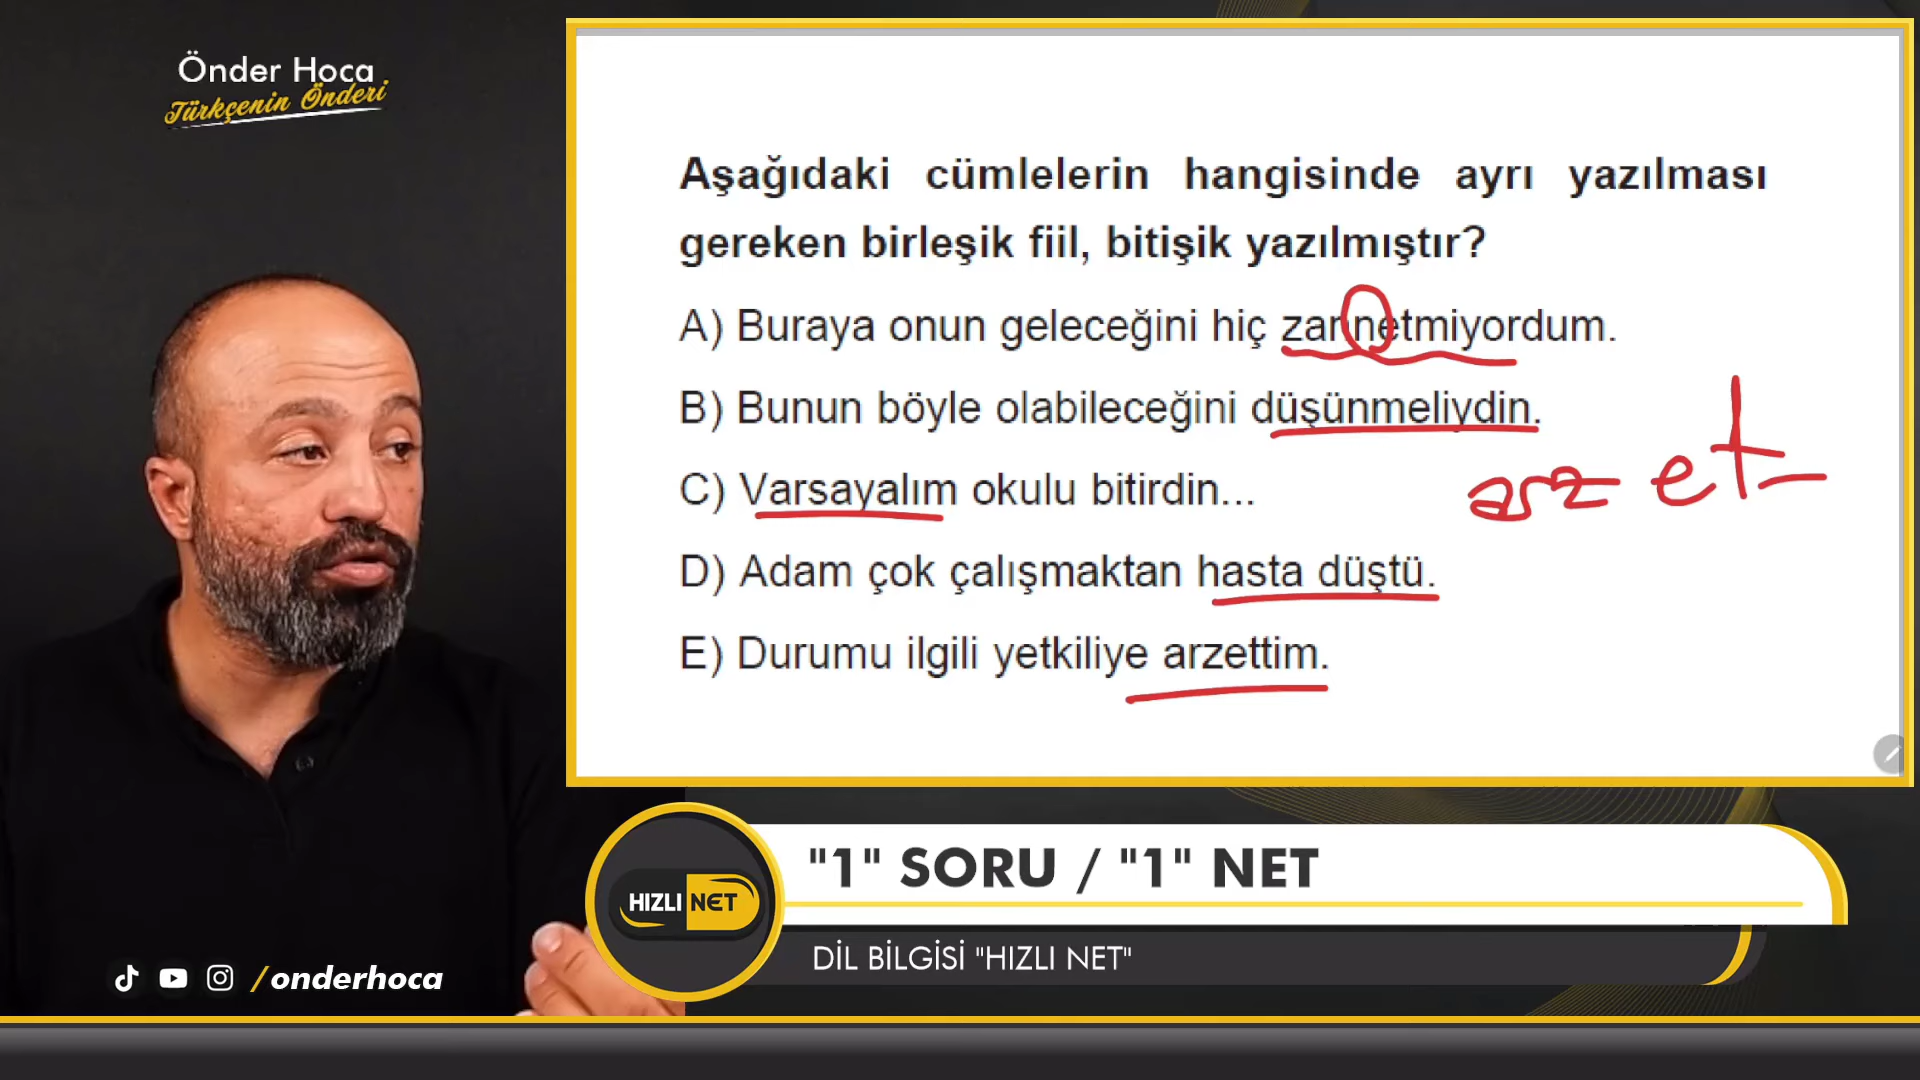 Önder Hoca
Türkçenin Önderi
Aşağıdaki cümlelerin hangisinde ayrı yazılması
gereken birleşik fiil, bitişik yazılmıştır?
A) Buraya onun geleceğini hiç zannetmiyordum.
B) Bunun böyle olabileceğini düşünmeliydin.
C) Varsayalım okulu bitirdin...
arz et-
D) Adam çok çalışmaktan hasta düştü.
E) Durumu ilgili yetkiliye arzettim.
"1" SORU / "1" NET
HIZLI NET
DİL BİLGİSİ "HIZLI NET"
/onderhoca